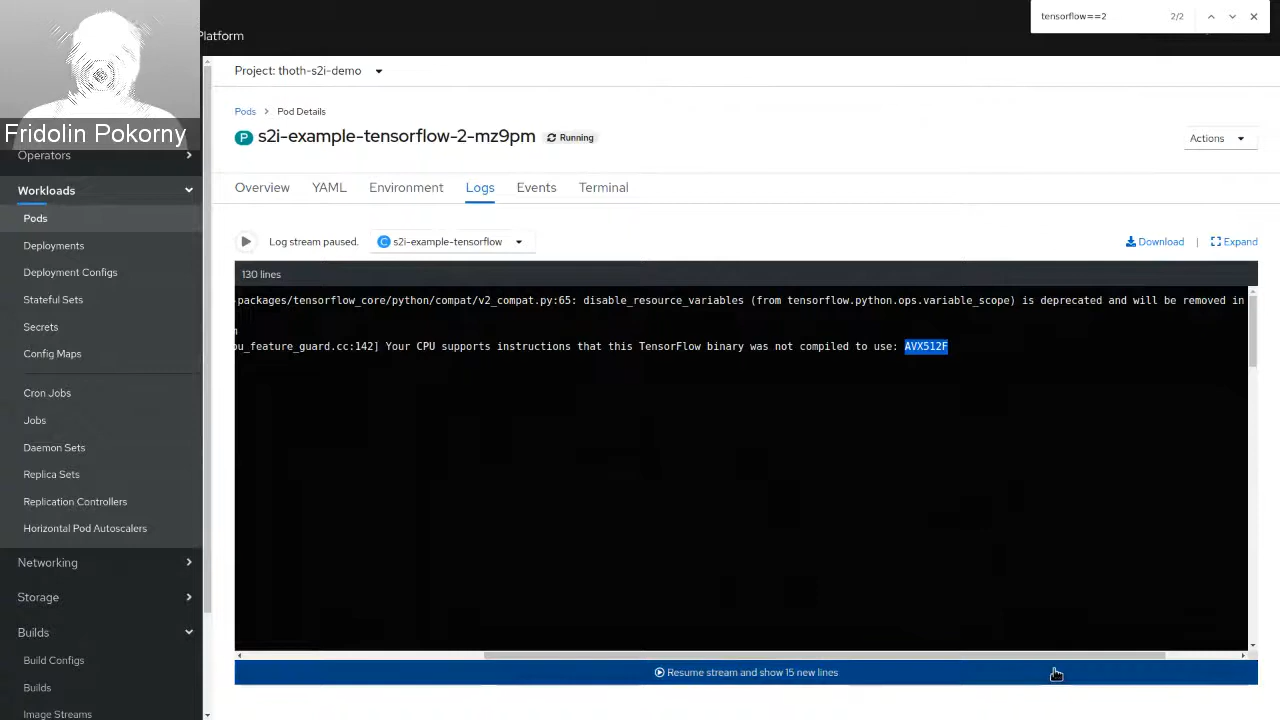 tensorflow==2 2/2
Platform
Fridolin Pokorny
Project: thoth-s2i-demo
Pods > Pod Details
P s2i-example-tensorflow-2-mz9pm Running
Actions
Operators
Workloads
Pods
Deployments
Deployment Configs
Stateful Sets
Secrets
Config Maps
Cron Jobs
Jobs
Daemon Sets
Replica Sets
Replication Controllers
Horizontal Pod Autoscalers
Networking
Storage
Builds
Build Configs
Builds
Image Streams
Overview YAML Environment Logs Events Terminal
Log stream paused. C s2i-example-tensorflow Download | Expand
130 lines
-packages/tensorflow_core/python/compat/v2_compat.py:65: disable_resource_variables (from tensorflow.python.ops.variable_scope) is deprecated and will be removed in
n
pu_feature_guard.cc:142] Your CPU supports instructions that this TensorFlow binary was not compiled to use: AVX512F
Resume stream and show 15 new lines